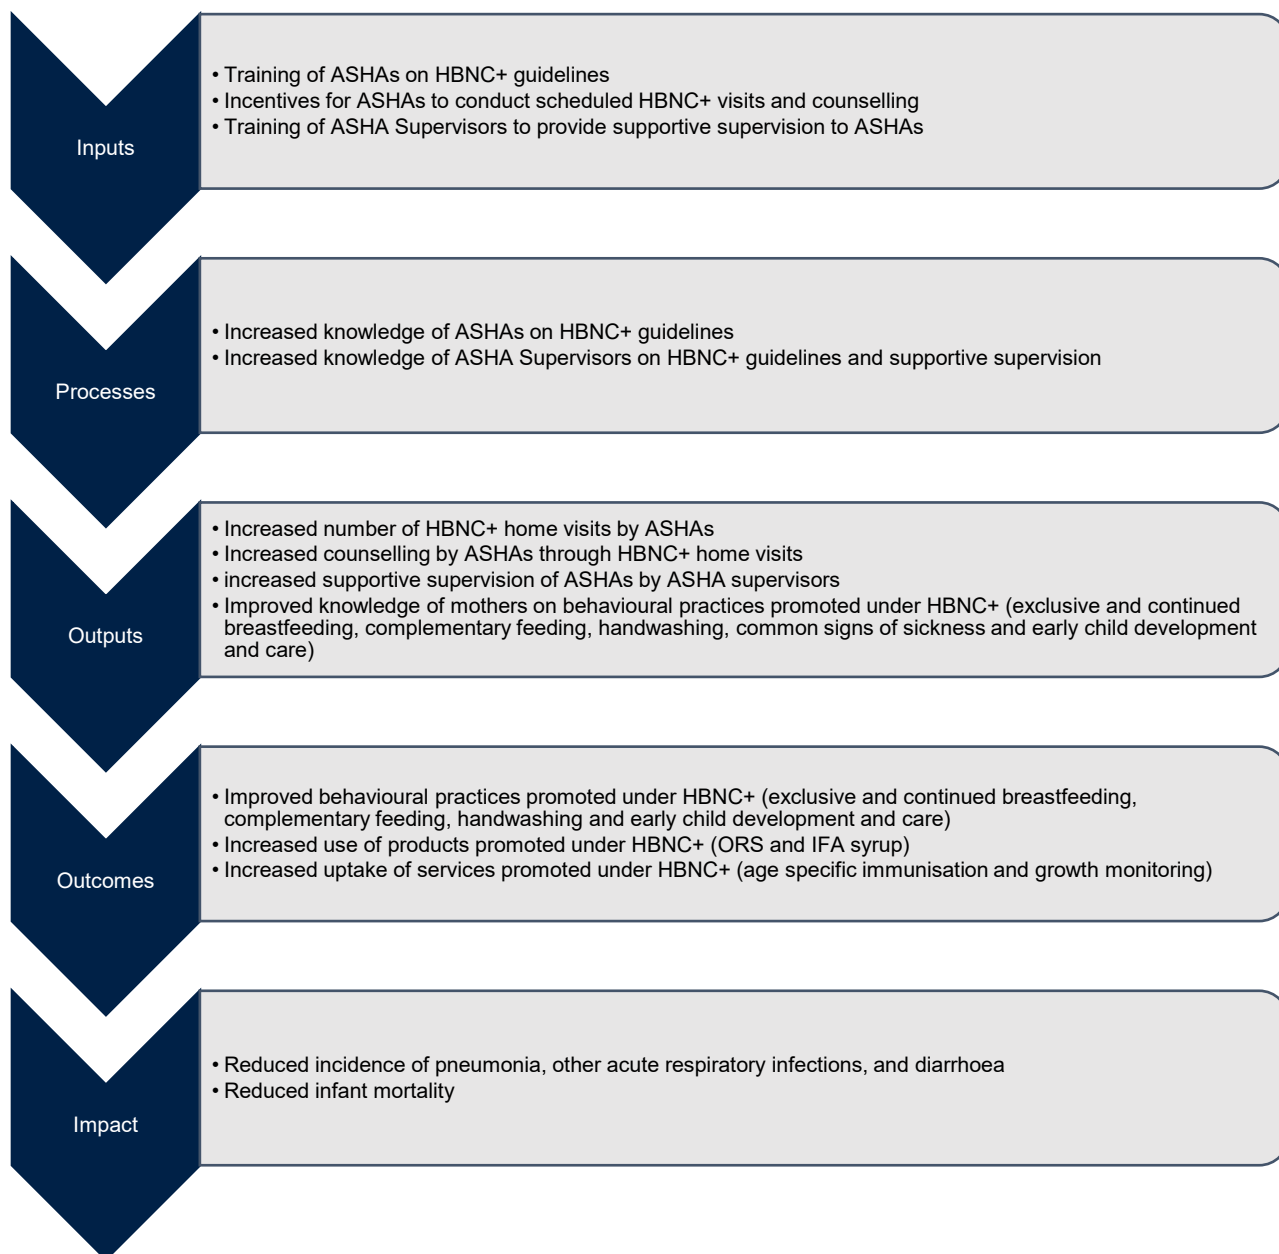 Inputs
• Training of ASHAs on HBNC+ guidelines
• Incentives for ASHAs to conduct scheduled HBNC+ visits and counselling
• Training of ASHA Supervisors to provide supportive supervision to ASHAs
Processes
• Increased knowledge of ASHAs on HBNC+ guidelines
• Increased knowledge of ASHA Supervisors on HBNC+ guidelines and supportive supervision
Outputs
• Increased number of HBNC+ home visits by ASHAs
• Increased counselling by ASHAs through HBNC+ home visits
• increased supportive supervision of ASHAs by ASHA supervisors
• Improved knowledge of mothers on behavioural practices promoted under HBNC+ (exclusive and continued
breastfeeding, complementary feeding, handwashing, common signs of sickness and early child development
and care)
Outcomes
• Improved behavioural practices promoted under HBNC+ (exclusive and continued breastfeeding,
complementary feeding, handwashing and early child development and care)
• Increased use of products promoted under HBNC+ (ORS and IFA syrup)
• Increased uptake of services promoted under HBNC+ (age specific immunisation and growth monitoring)
Impact
• Reduced incidence of pneumonia, other acute respiratory infections, and diarrhoea
• Reduced infant mortality